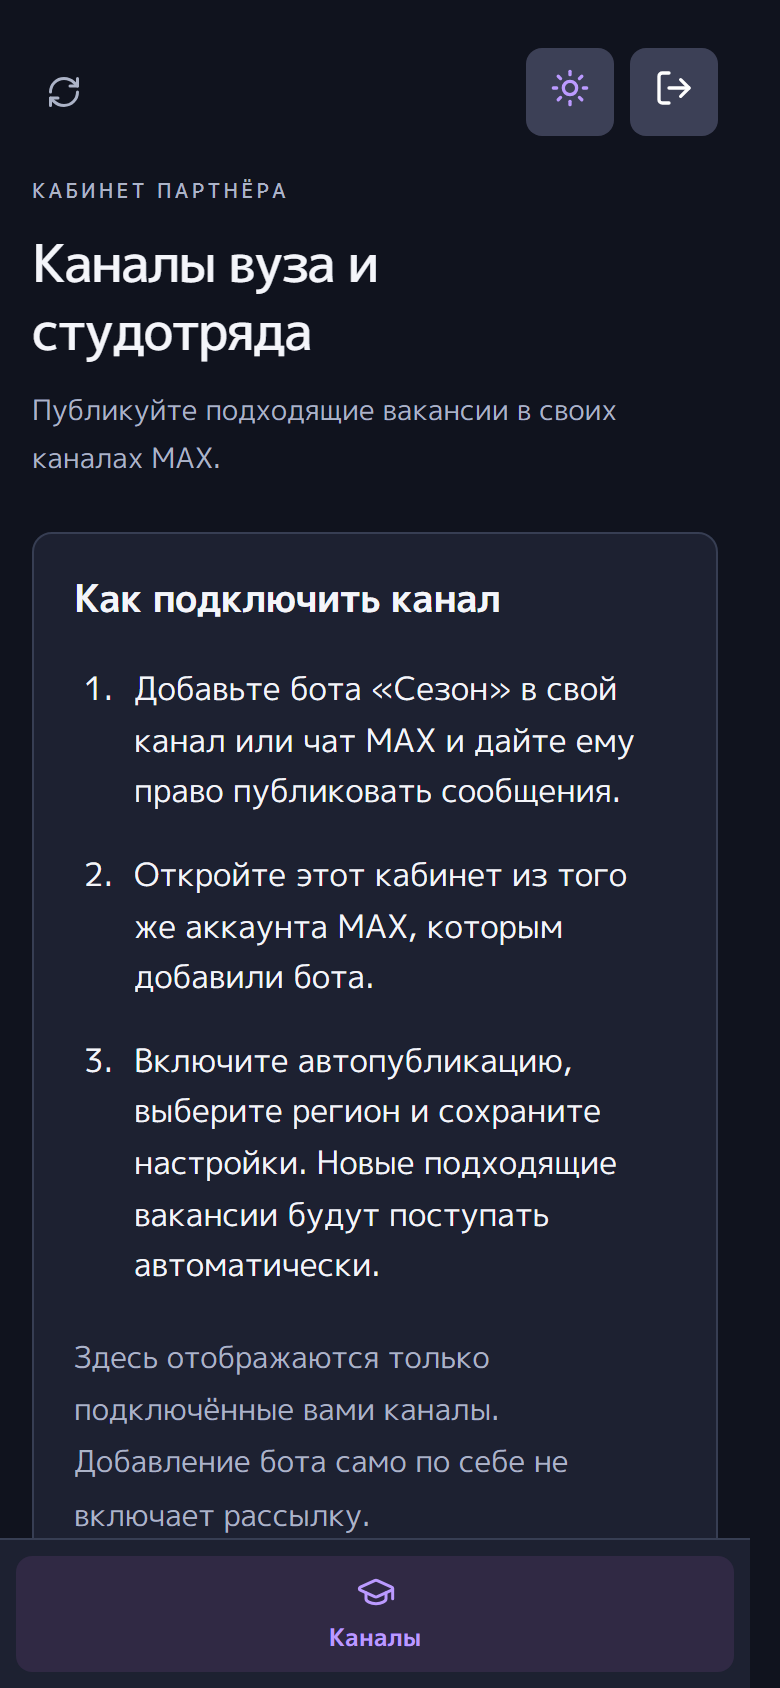 КАБИНЕТ ПАРТНЁРА
Каналы вуза и
студотряда
Публикуйте подходящие вакансии в своих
каналах MAX.
Как подключить канал
1. Добавьте бота «Сезон» в свой
канал или чат MAX и дайте ему
право публиковать сообщения.
2. Откройте этот кабинет из того
же аккаунта MAX, которым
добавили бота.
3. Включите автопубликацию,
выберите регион и сохраните
настройки. Новые подходящие
вакансии будут поступать
автоматически.
Здесь отображаются только
подключённые вами каналы.
Добавление бота само по себе не
включает рассылку.
Каналы